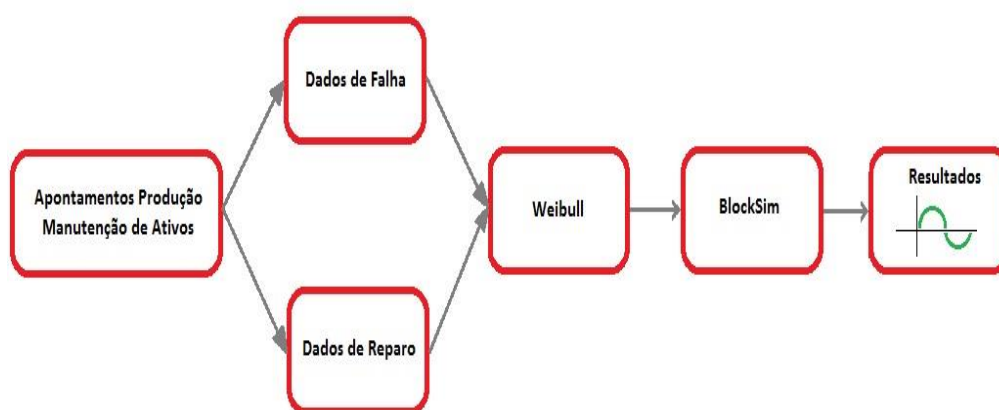 Apontamentos Produção
Manutenção de Ativos
Dados de Falha
Dados de Reparo
Weibull
BlockSim
Resultados